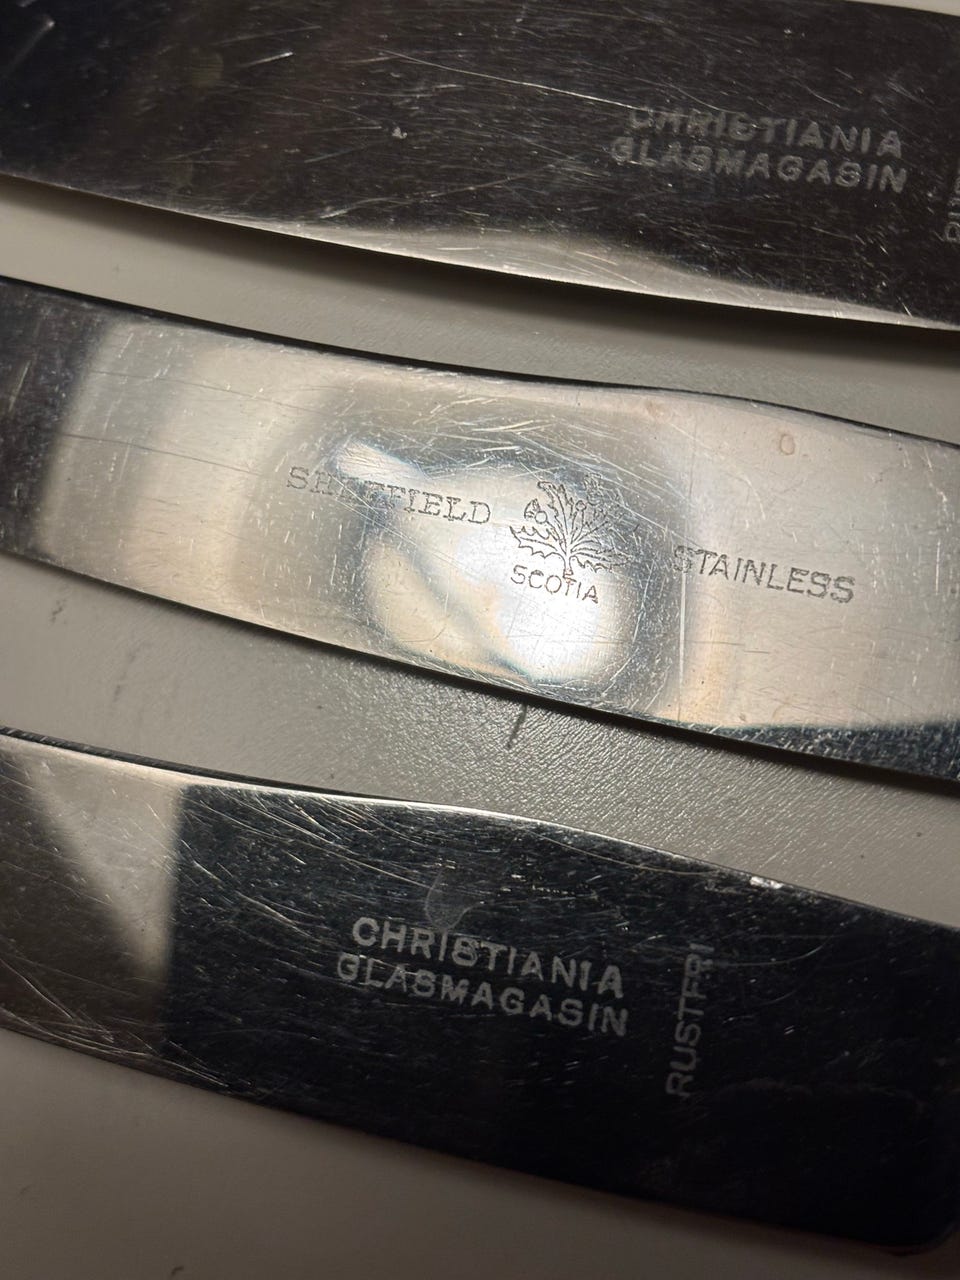 CHRISTIANIA
GLASMAGASIN
SHEFFIELD
SCOTIA
STAINLESS
CHRISTIANIA
GLASMAGASIN
RUSTFRI